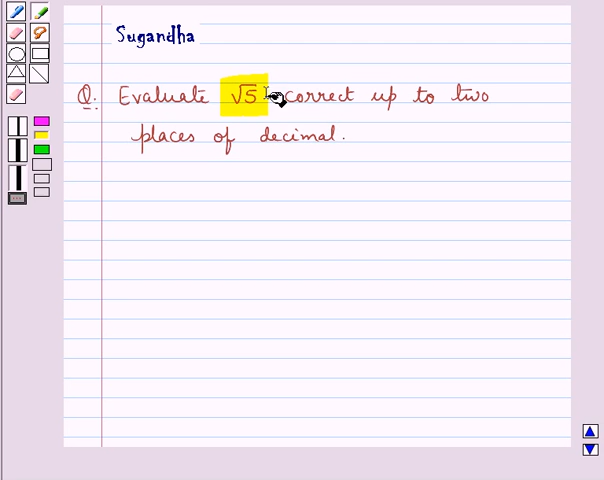 Sugandha
Q. Evaluate √5 correct up to two
places of decimal.